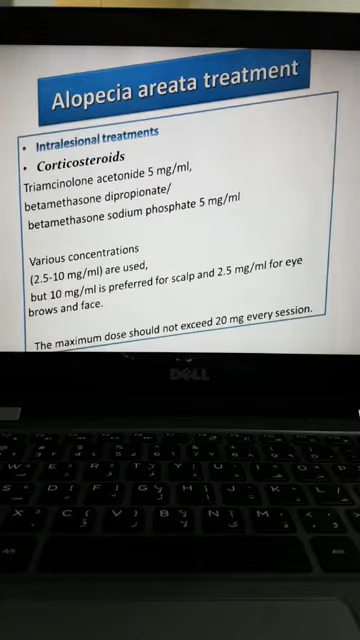 Alopecia areata treatment
• Intralesional treatments
• Corticosteroids
Triamcinolone acetonide 5 mg/ml,
betamethasone dipropionate/
betamethasone sodium phosphate 5 mg/ml
Various concentrations
(2.5-10 mg/ml) are used,
but 10 mg/ml is preferred for scalp and 2.5 mg/ml for eye
brows and face.
The maximum dose should not exceed 20 mg every session.
DELL
W E R T Y U I O P
S D F G H J K L
X C V B N M
Alt Alt